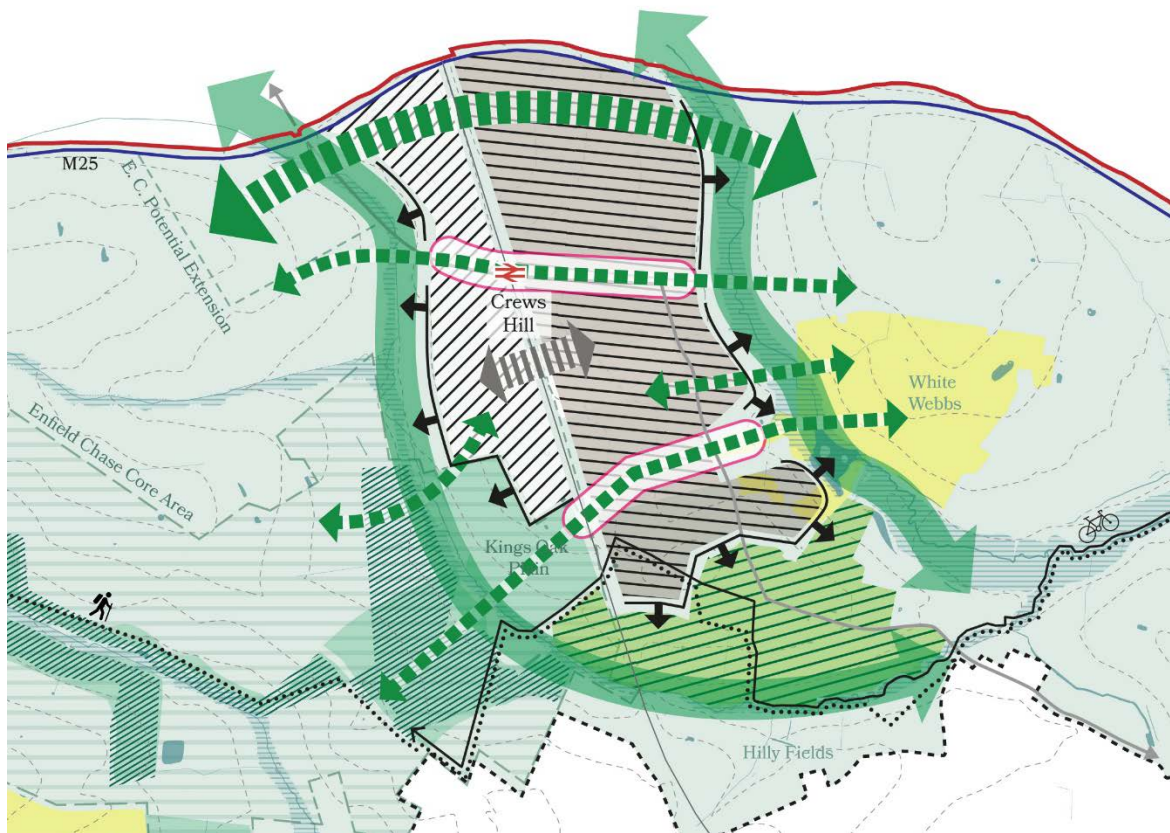 M25
E. C. Potential Extension
Crews
Hill
White
Webbs
Enfield Chase Core Area
Kings Oak
Plain
Hilly Fields